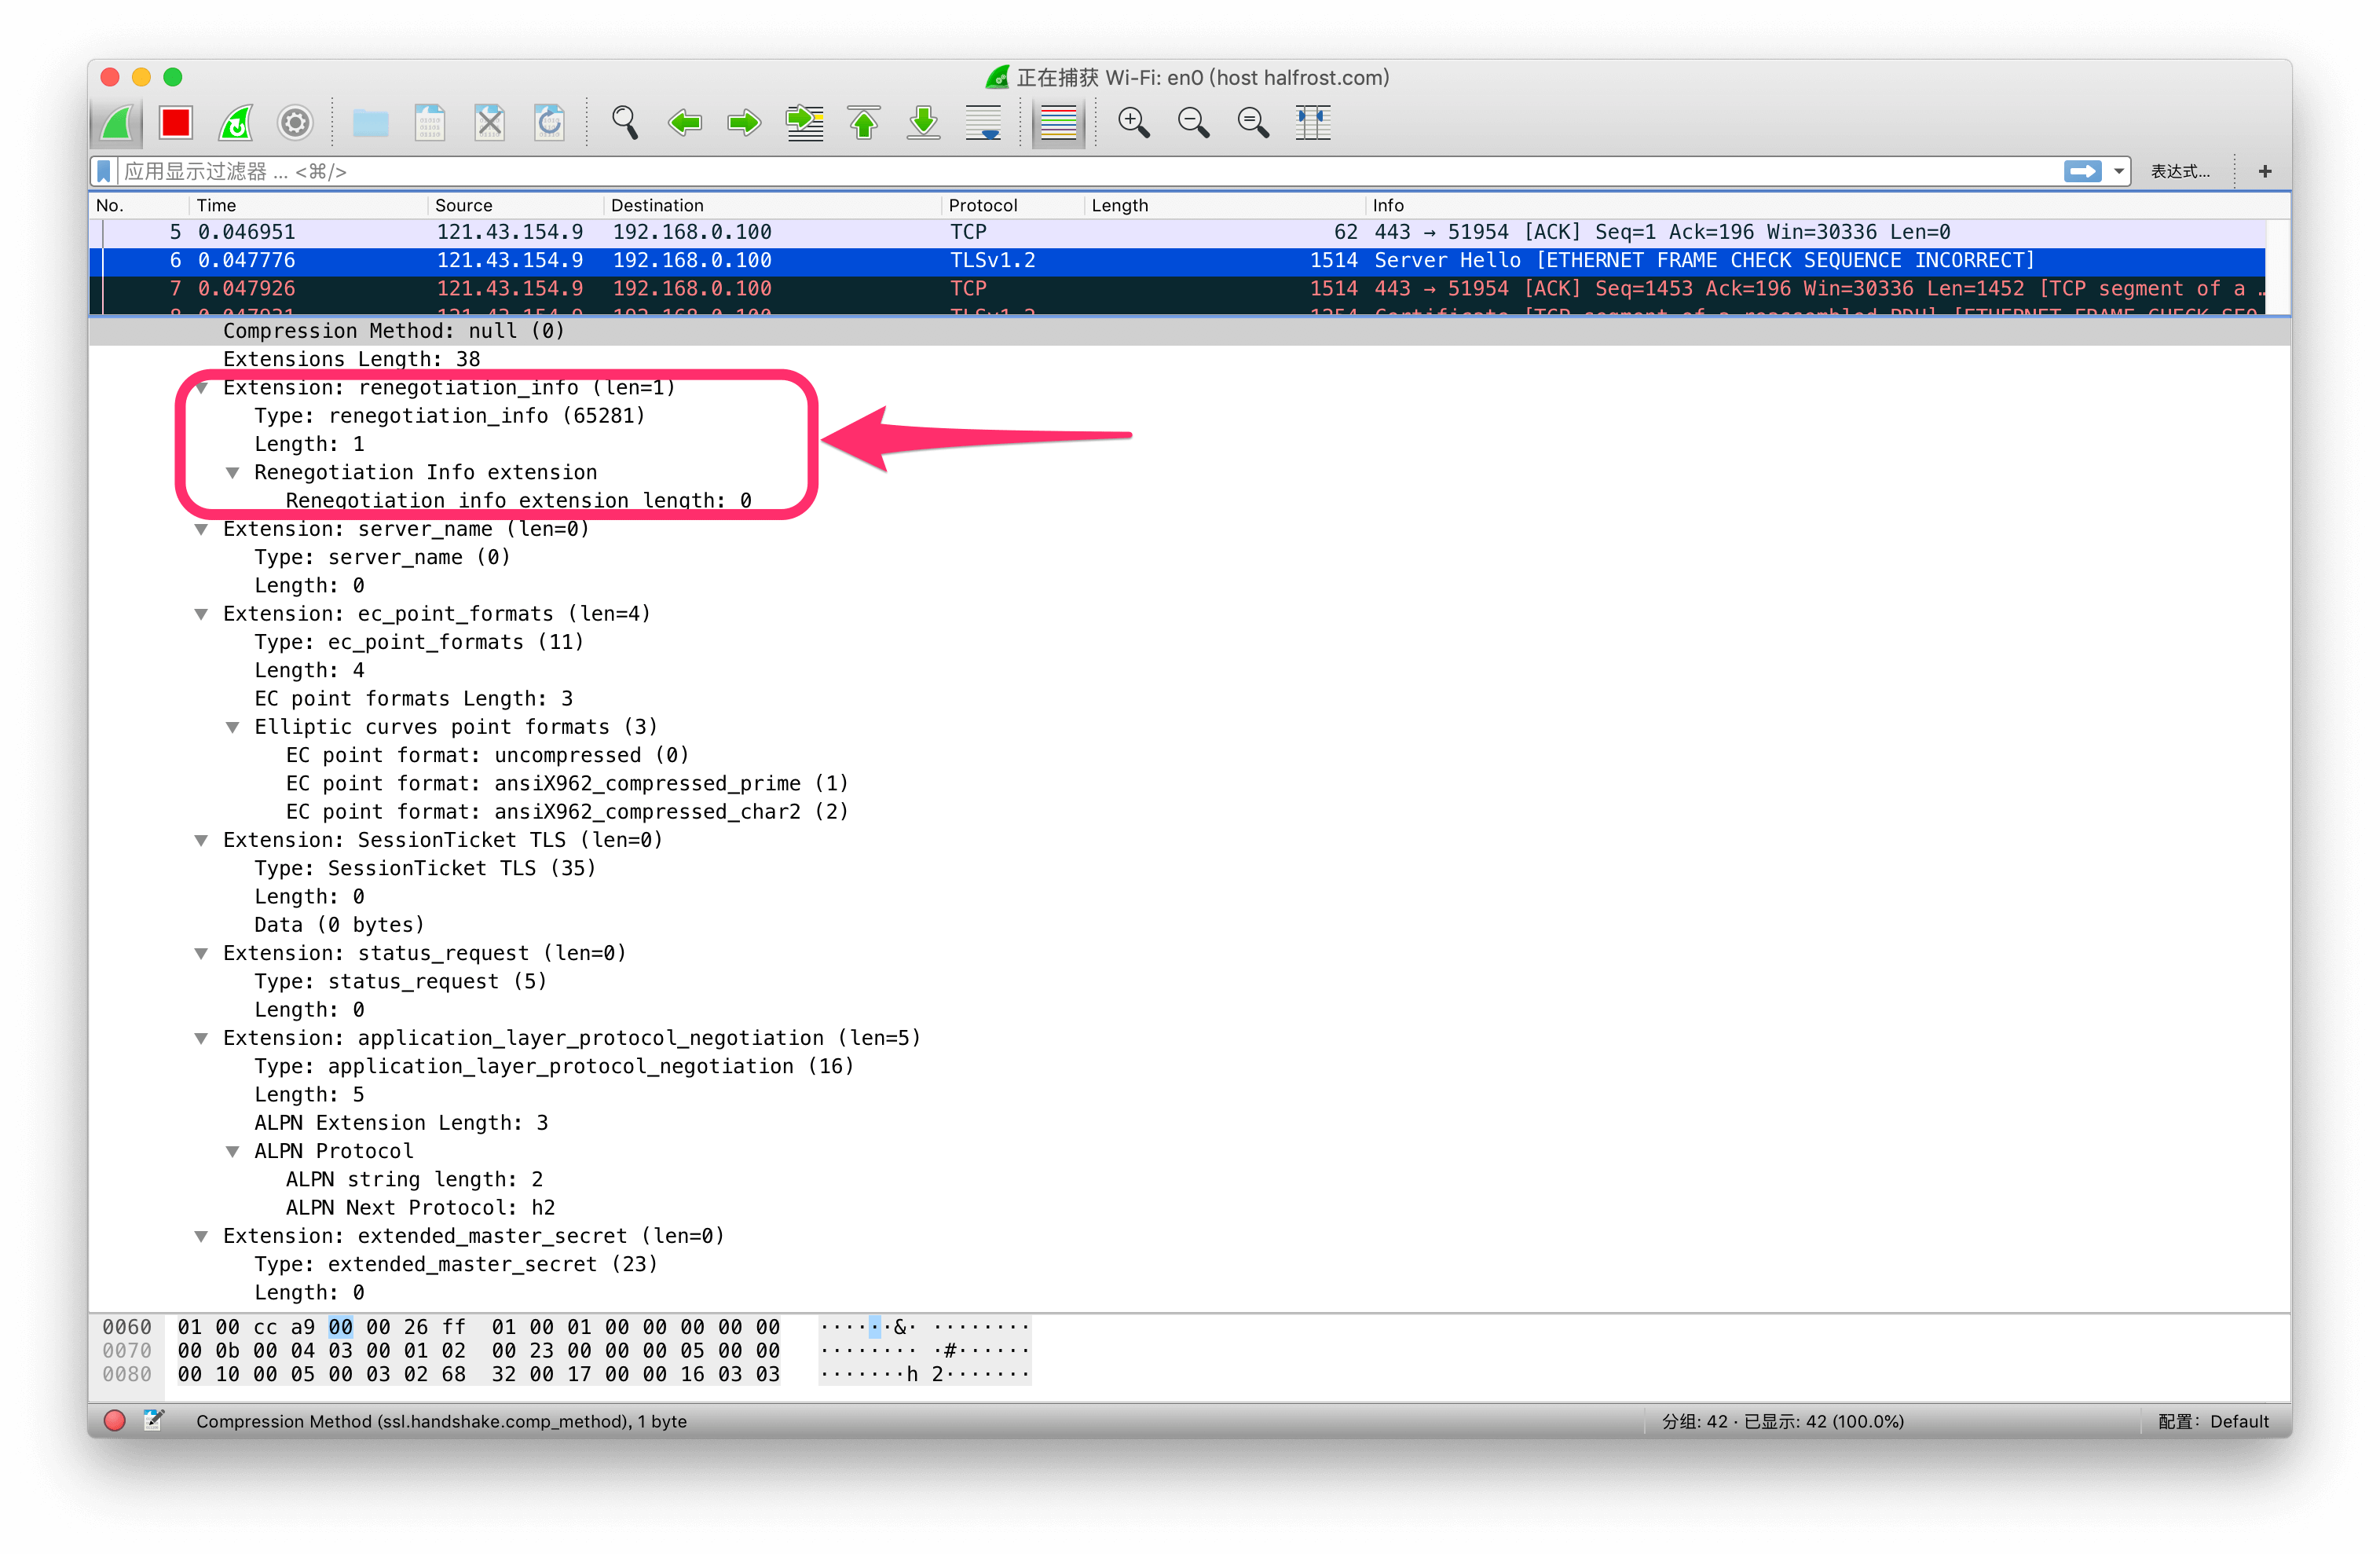 正在捕获 Wi-Fi: en0 (host halfrost.com)
应用显示过滤器 ... <⌘/>
表达式...
+
No. Time Source Destination Protocol Length Info
5 0.046951 121.43.154.9 192.168.0.100 TCP 62 443 → 51954 [ACK] Seq=1 Ack=196 Win=30336 Len=0
6 0.047776 121.43.154.9 192.168.0.100 TLSv1.2 1514 Server Hello [ETHERNET FRAME CHECK SEQUENCE INCORRECT]
7 0.047926 121.43.154.9 192.168.0.100 TCP 1514 443 → 51954 [ACK] Seq=1453 Ack=196 Win=30336 Len=1452 [TCP segment of a …
Compression Method: null (0)
Extensions Length: 38
Extension: renegotiation_info (len=1)
Type: renegotiation_info (65281)
Length: 1
Renegotiation Info extension
Renegotiation info extension length: 0
Extension: server_name (len=0)
Type: server_name (0)
Length: 0
Extension: ec_point_formats (len=4)
Type: ec_point_formats (11)
Length: 4
EC point formats Length: 3
Elliptic curves point formats (3)
EC point format: uncompressed (0)
EC point format: ansiX962_compressed_prime (1)
EC point format: ansiX962_compressed_char2 (2)
Extension: SessionTicket TLS (len=0)
Type: SessionTicket TLS (35)
Length: 0
Data (0 bytes)
Extension: status_request (len=0)
Type: status_request (5)
Length: 0
Extension: application_layer_protocol_negotiation (len=5)
Type: application_layer_protocol_negotiation (16)
Length: 5
ALPN Extension Length: 3
ALPN Protocol
ALPN string length: 2
ALPN Next Protocol: h2
Extension: extended_master_secret (len=0)
Type: extended_master_secret (23)
Length: 0
0060 01 00 cc a9 00 00 26 ff 01 00 01 00 00 00 00 00 ······&· ········
0070 00 0b 00 04 03 00 01 02 00 23 00 00 00 05 00 00 ········ ·#······
0080 00 10 00 05 00 03 02 68 32 00 17 00 00 16 03 03 ·······h 2·······
Compression Method (ssl.handshake.comp_method), 1 byte
分组: 42 · 已显示: 42 (100.0%)
配置: Default